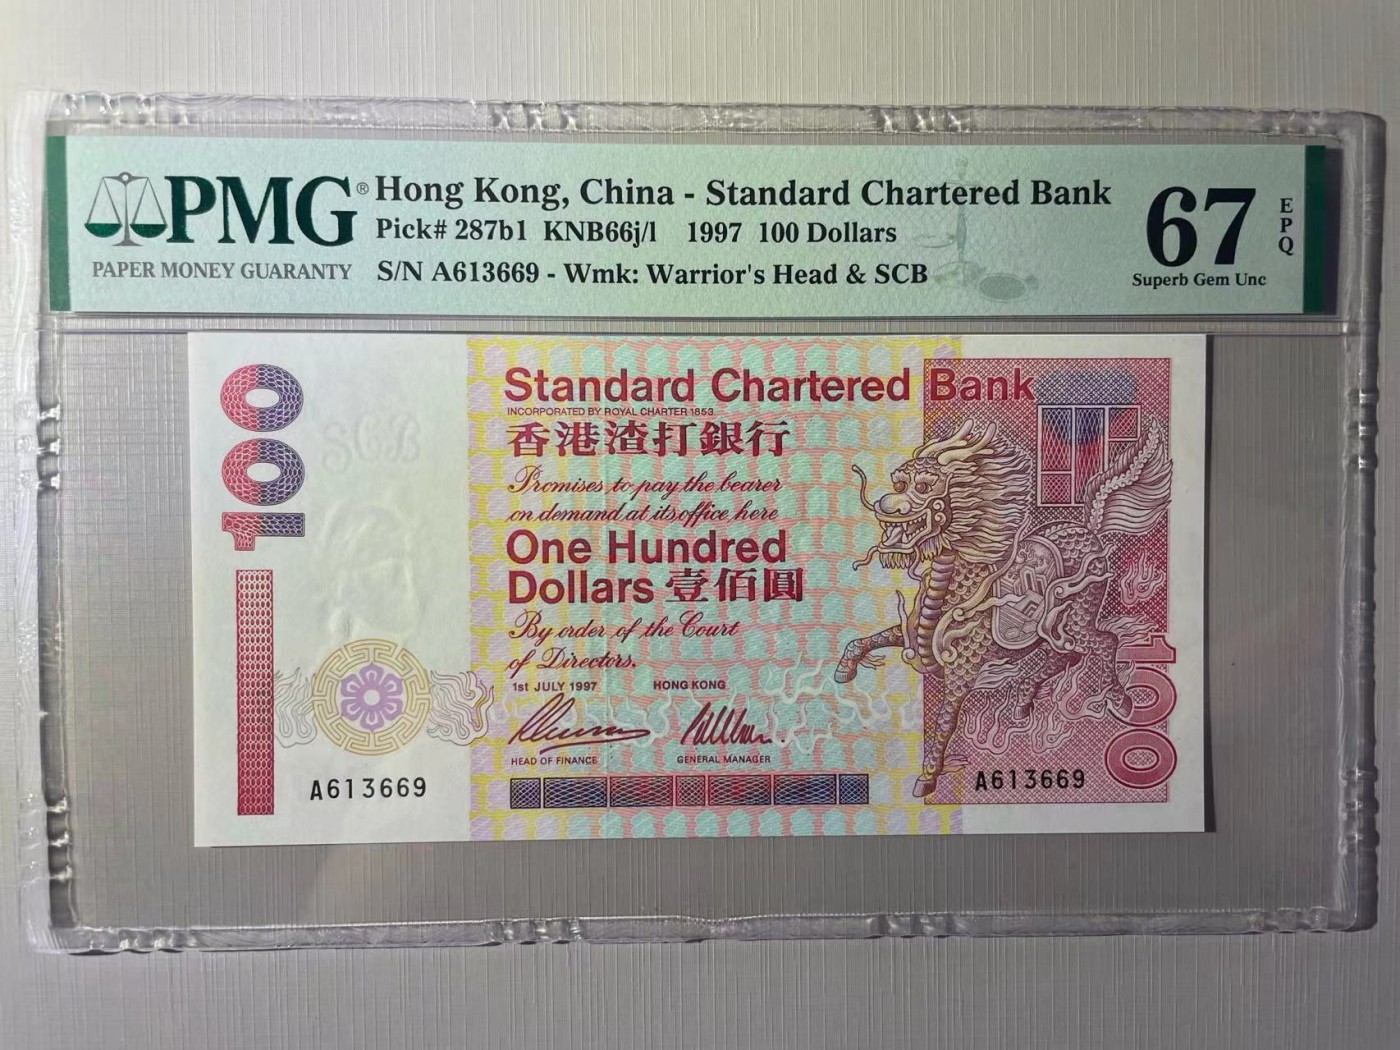 PMG®
PAPER MONEY GUARANTY
Hong Kong, China - Standard Chartered Bank
Pick# 287b1 KNB66j/l 1997 100 Dollars
S/N A613669 - Wmk: Warrior's Head & SCB
67
EPQ
Superb Gem Unc
100
SCB
Standard Chartered Bank
INCORPORATED BY ROYAL CHARTER 1853
香港渣打銀行
Promises to pay the bearer
on demand at its office here
One Hundred
Dollars 壹佰圓
By order of the Court
of Directors.
1st JULY 1997 HONG KONG
HEAD OF FINANCE GENERAL MANAGER
A613669
A613669
100